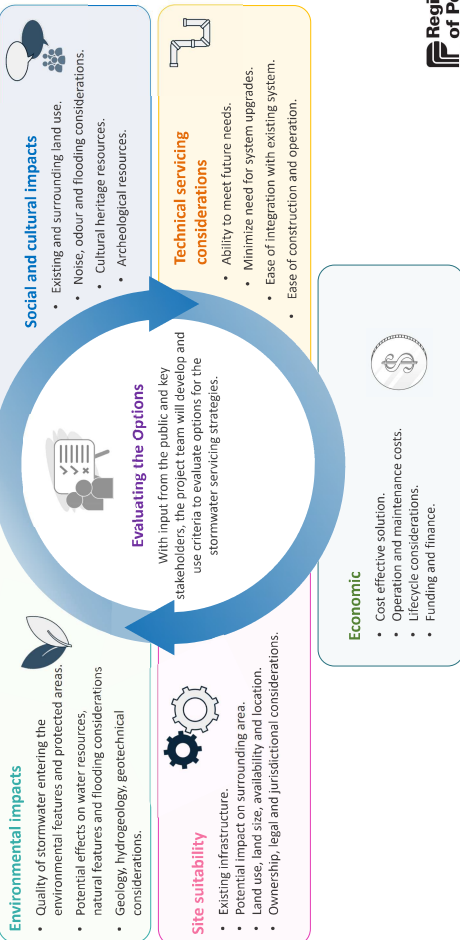 Environmental impacts
• Quality of stormwater entering the
environmental features and protected areas.
• Potential effects on water resources,
natural features and flooding considerations
• Geology, hydrogeology, geotechnical
considerations.
Social and cultural impacts
• Existing and surrounding land use.
• Noise, odour and flooding considerations.
• Cultural heritage resources.
• Archeological resources.
Evaluating the Options
With input from the public and key
stakeholders, the project team will develop and
use criteria to evaluate options for the
stormwater servicing strategies.
Site suitability
• Existing infrastructure.
• Potential impact on surrounding area.
• Land use, land size, availability and location.
• Ownership, legal and jurisdictional considerations.
Technical servicing
considerations
• Ability to meet future needs.
• Minimize need for system upgrades.
• Ease of integration with existing system.
• Ease of construction and operation.
Economic
• Cost effective solution.
• Operation and maintenance costs.
• Lifecycle considerations.
• Funding and finance.